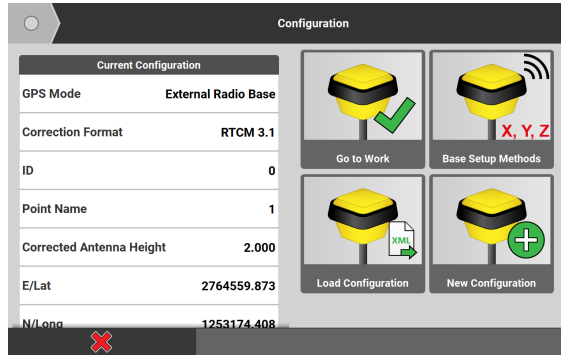 Configuration
Current Configuration
GPS Mode External Radio Base
Correction Format RTCM 3.1
ID 0
Point Name 1
Corrected Antenna Height 2.000
E/Lat 2764559.873
N/Long 1253174.408
X, Y, Z
Go to Work
Base Setup Methods
XML
Load Configuration
New Configuration